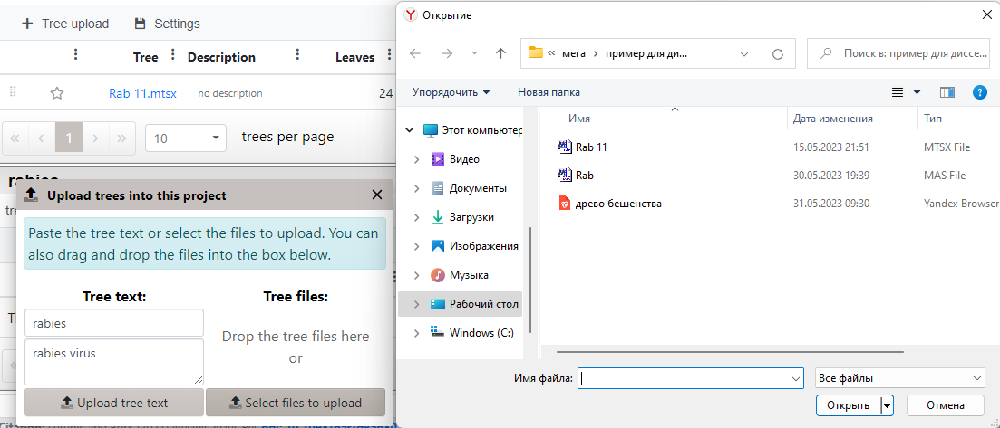 Tree upload
Settings
Tree
Description
Leaves
Rab 11.mtsx
no description
24
« ‹ 1 › »
10
trees per page
rabies
Upload trees into this project
Paste the tree text or select the files to upload. You can
also drag and drop the files into the box below.
Tree text:
Tree files:
rabies
rabies virus
Drop the tree files here
or
Upload tree text
Select files to upload
Открытие
« мега › пример для ди...
Поиск в: пример для диссе...
Упорядочить
Новая папка
Имя
Дата изменения
Тип
Этот компьютер
Видео
Документы
Загрузки
Изображения
Музыка
Рабочий стол
Windows (C:)
Rab 11
15.05.2023 21:51
MTSX File
Rab
30.05.2023 19:39
MAS File
древо бешенства
31.05.2023 09:30
Yandex Browser
Имя файла:
Все файлы
Открыть
Отмена